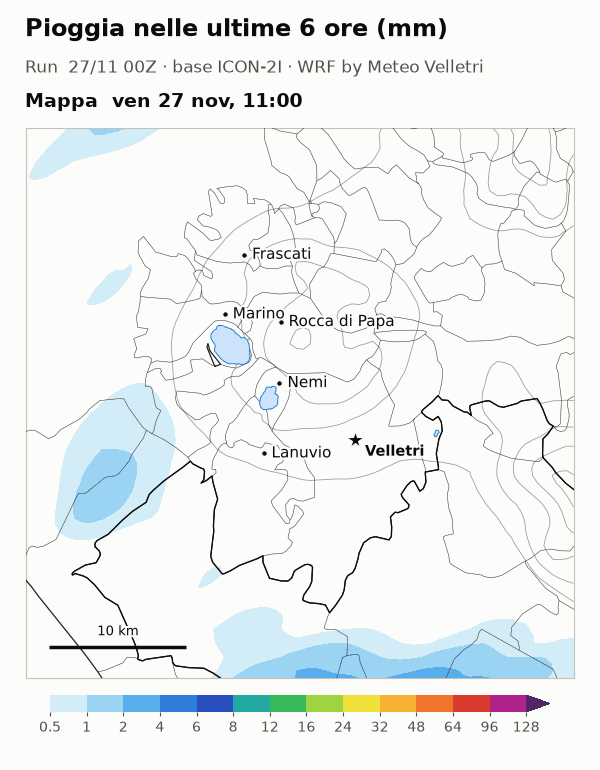 Pioggia nelle ultime 6 ore (mm)
Run  27/11 00Z · base ICON-2I · WRF by Meteo Velletri
Mappa  ven 27 nov, 11:00
Frascati
Marino
Rocca di Papa
Nemi
Velletri
Lanuvio
10 km
0.5 1 2 4 6 8 12 16 24 32 48 64 96 128